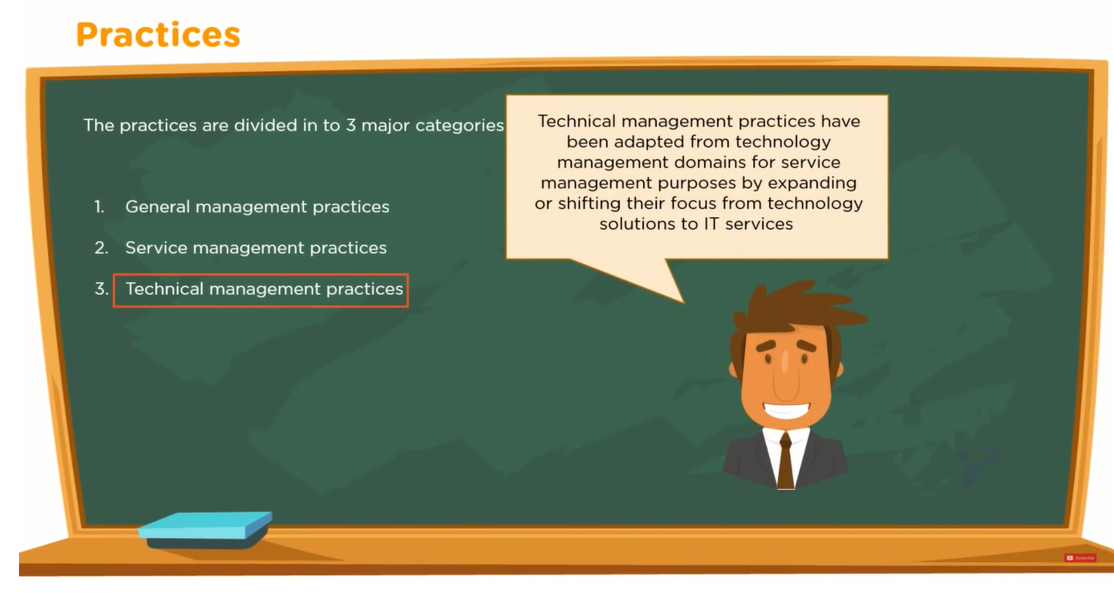 Practices
The practices are divided in to 3 major categories
1. General management practices
2. Service management practices
3. Technical management practices
Technical management practices have
been adapted from technology
management domains for service
management purposes by expanding
or shifting their focus from technology
solutions to IT services
Subscribe